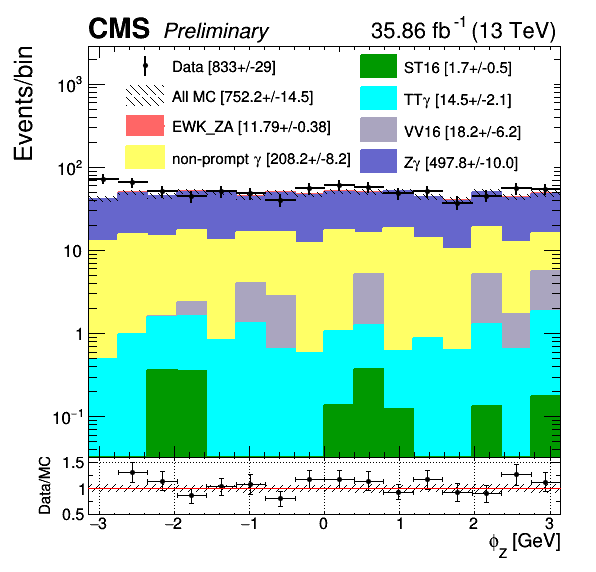 CMS Preliminary 35.86 fb⁻¹ (13 TeV)
Data [833+/-29]
All MC [752.2+/-14.5]
EWK_ZA [11.79+/-0.38]
non-prompt γ [208.2+/-8.2]
ST16 [1.7+/-0.5]
TTγ [14.5+/-2.1]
VV16 [18.2+/-6.2]
Zγ [497.8+/-10.0]
Events/bin
10³
10²
10
1
10⁻¹
Data/MC
1.5
1
0.5
−3 −2 −1 0 1 2 3
ϕ_Z [GeV]